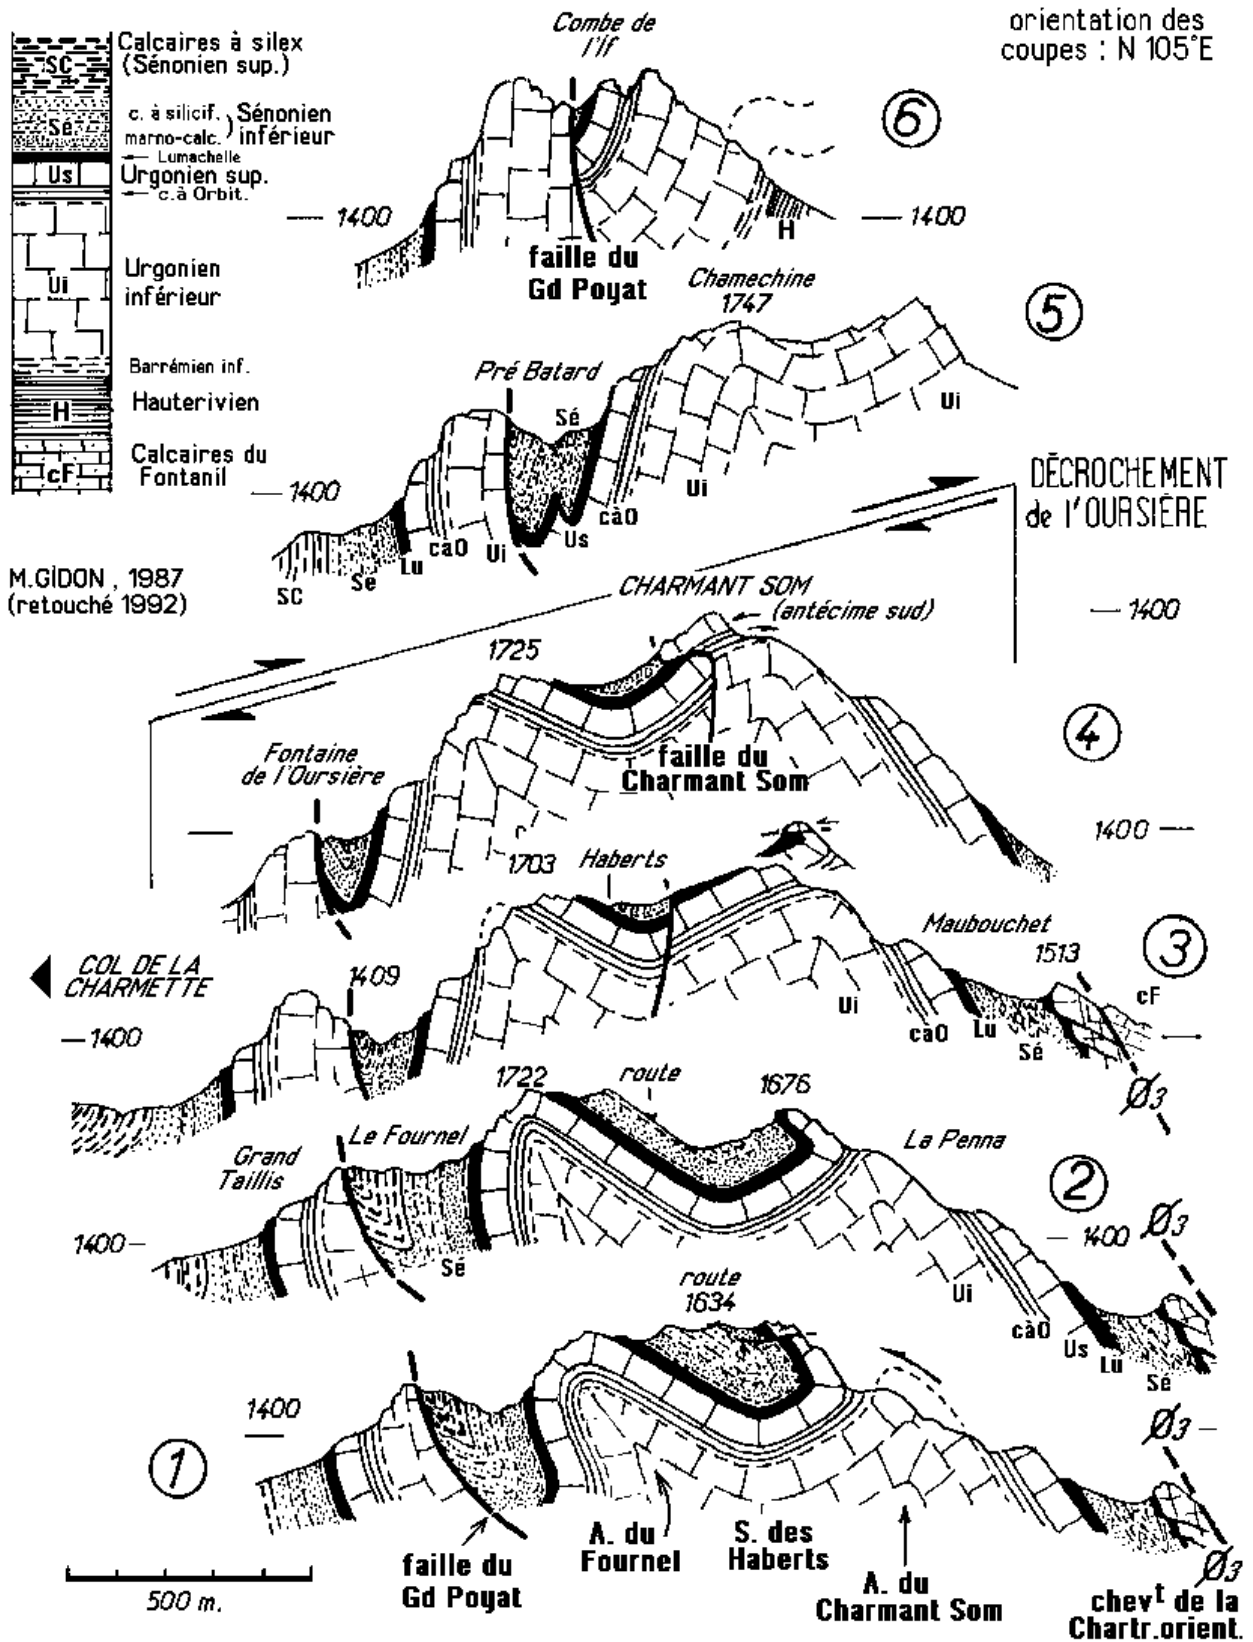 Combe de
l'If
orientation des
coupes : N 105°E
SC
Calcaires à silex
(Sénonien sup.)
Sé
c. à silicif.
marno-calc.
) Sénonien
inférieur
Lumachelle
Us
Urgonien sup.
c.à Orbit.
Ui
Urgonien
inférieur
Barrémien inf.
H
Hauterivien
cF
Calcaires du
Fontanil
M.GIDON, 1987
(retouché 1992)
6
1400
1400
H
faille du
Gd Poyat
Chamechine
1747
5
Pré Batard
Sé
Ui
1400
Ui
càO
Us
Ui
caO
Lu
Se
SC
DÉCROCHEMENT
de l'OURSIÈRE
CHARMANT SOM
(antécime sud)
1400
1725
4
Fontaine
de l'Oursière
faille du
Charmant Som
1400
1703
Haberts
Maubouchet
1513
3
cF
COL DE LA
CHARMETTE
1409
1400
Ui
caO
Lu
Sé
Ø3
1722
route
1676
Le Fournel
La Penna
Grand
Taillis
2
Ø3
1400
1400
Sé
Ui
càO
Us
Lu
Se
route
1634
1400
Ø3
1
A. du
Fournel
S. des
Haberts
faille du
Gd Poyat
A. du
Charmant Som
Ø3
chevt de la
Chartr.orient.
500 m.